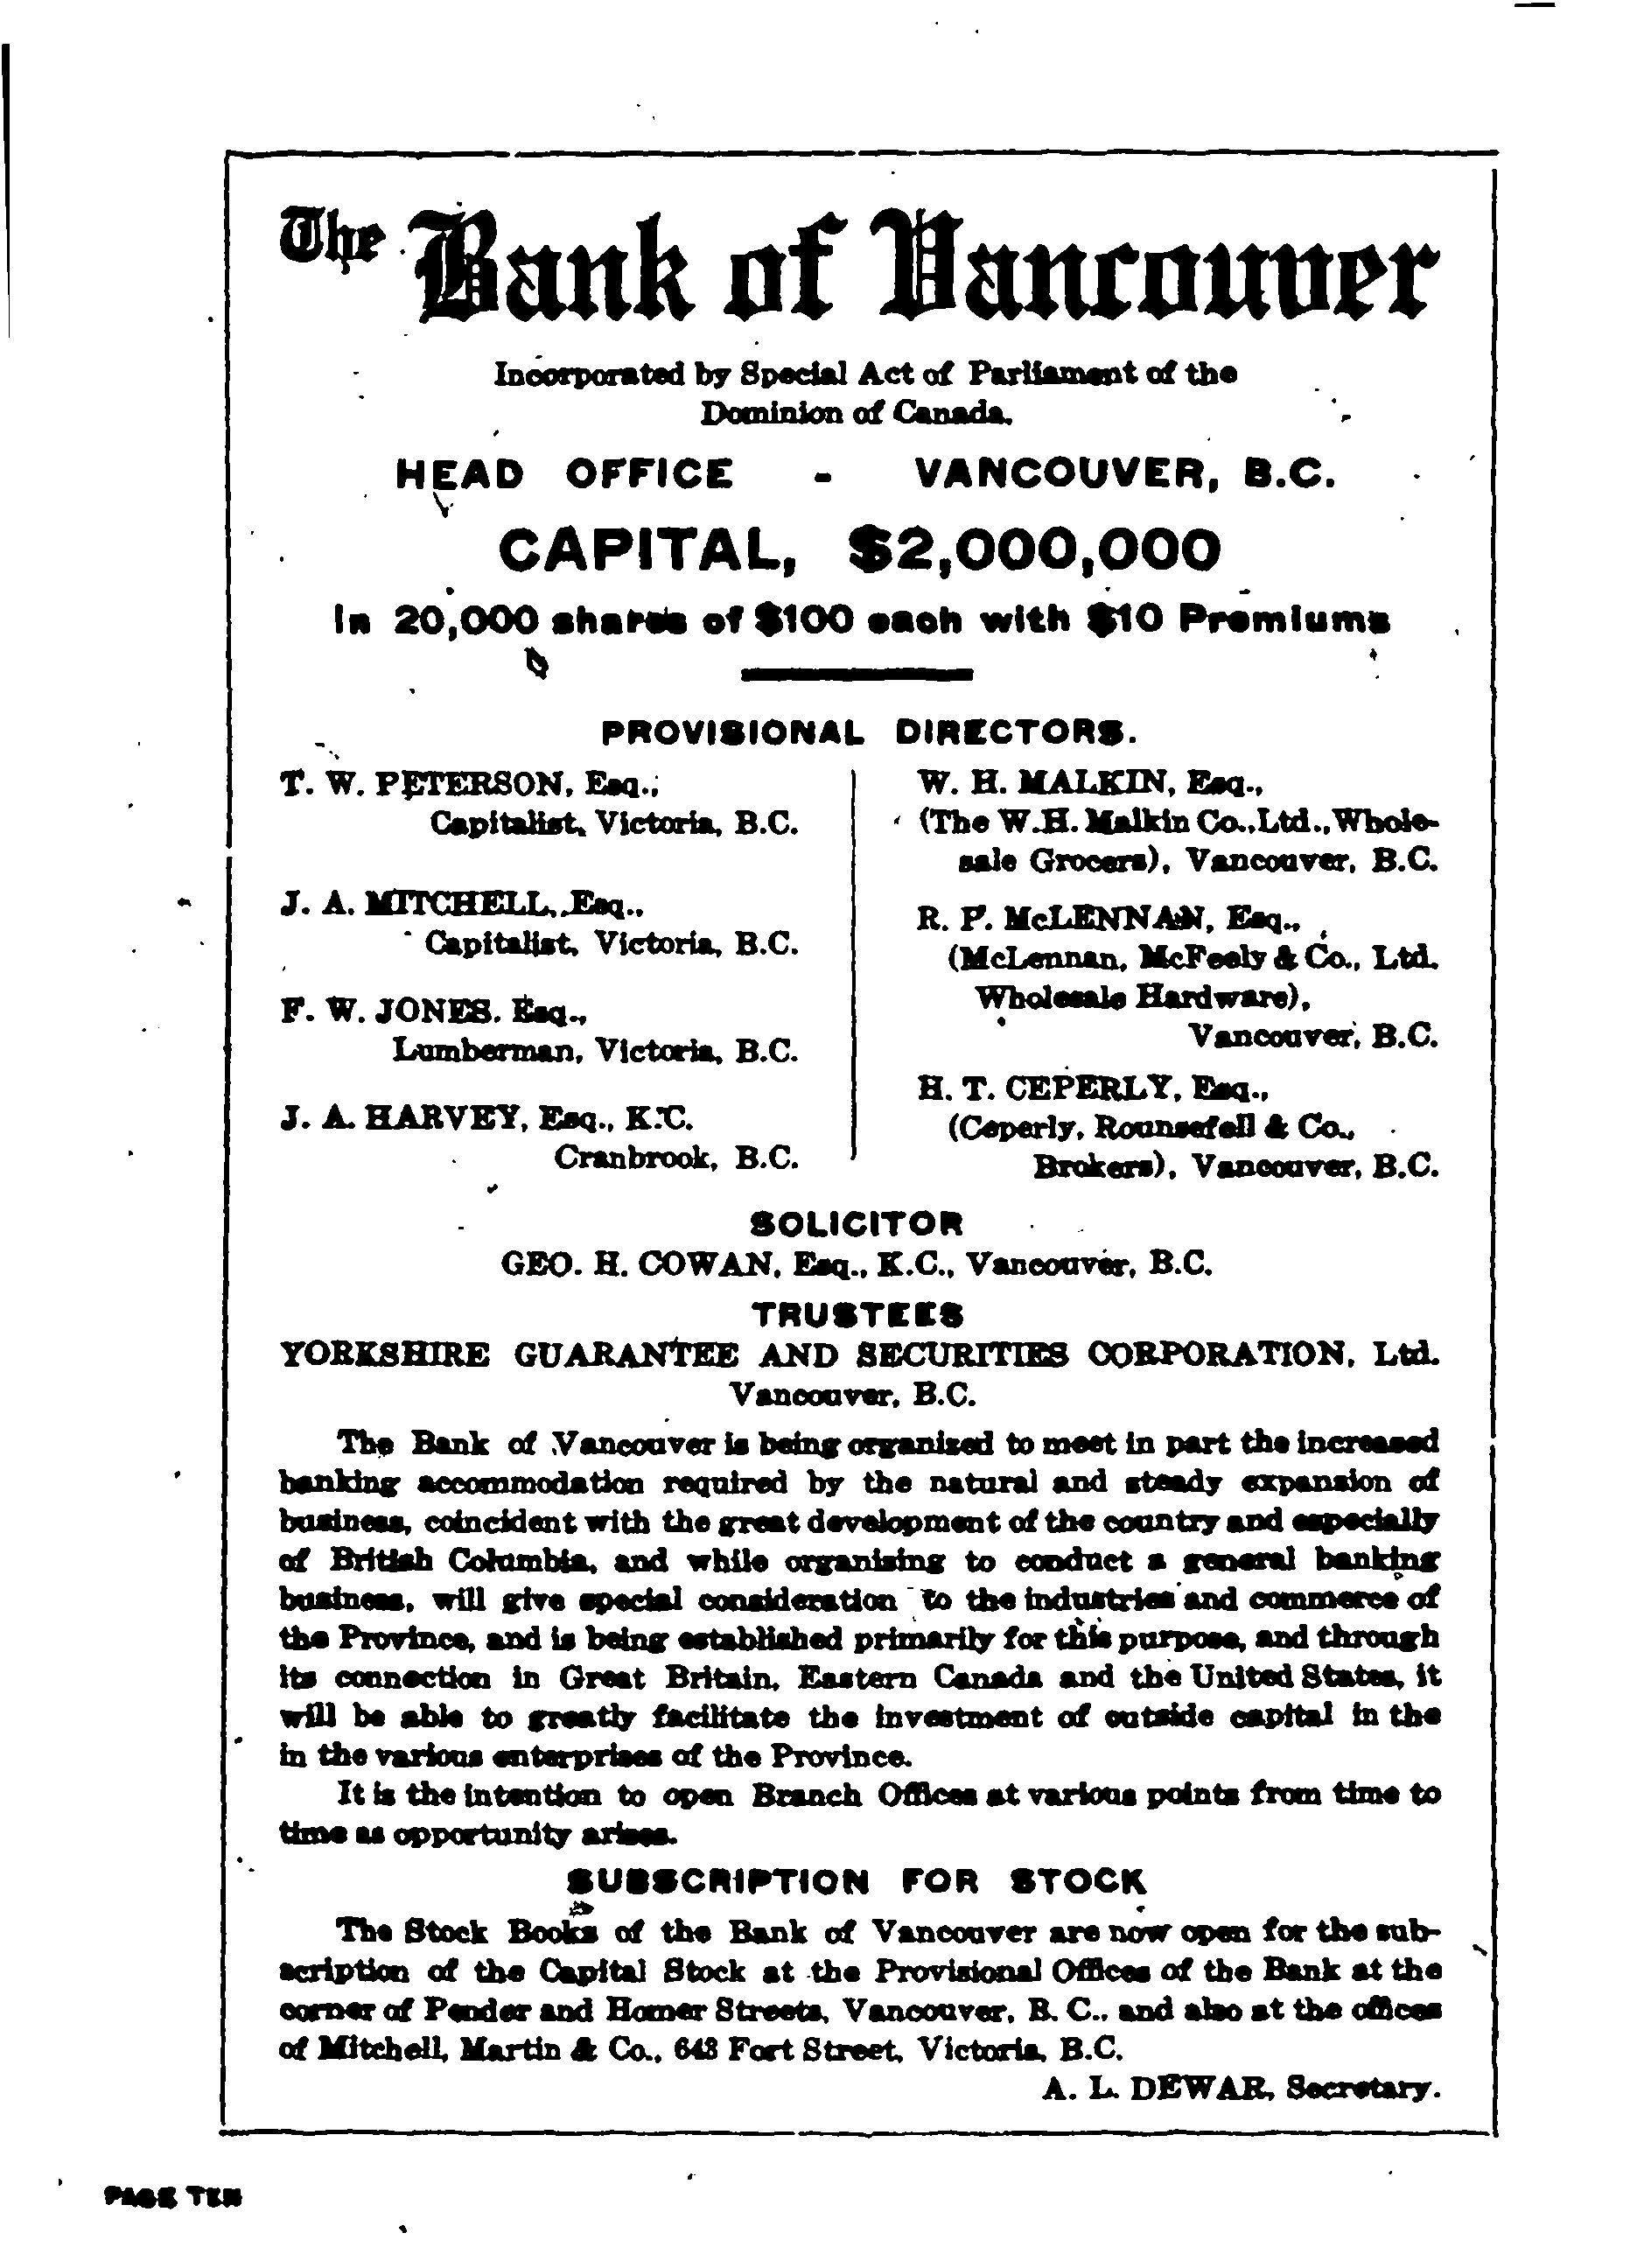 The Bank of Vancouver
Incorporated by Special Act of Parliament of the
Dominion of Canada.
HEAD OFFICE - VANCOUVER, B.C.
CAPITAL, $2,000,000
In 20,000 shares of $100 each with $10 Premiums
PROVISIONAL DIRECTORS.
T. W. PETERSON, Esq.,
Capitalist, Victoria, B.C.
J. A. MITCHELL, Esq.,
Capitalist, Victoria, B.C.
F. W. JONES. Esq.,
Lumberman, Victoria, B.C.
J. A. HARVEY, Esq., K.C.
Cranbrook, B.C.
W. H. MALKIN, Esq.,
(The W.H. Malkin Co.,Ltd.,Whole-
sale Grocers), Vancouver, B.C.
R. P. McLENNAN, Esq.,
(McLennan, McFeely & Co., Ltd.
Wholesale Hardware),
Vancouver, B.C.
H. T. CEPERLY, Esq.,
(Ceperly, Rounsefell & Co.,
Brokers), Vancouver, B.C.
SOLICITOR
GEO. H. COWAN, Esq., K.C., Vancouver, B.C.
TRUSTEES
YORKSHIRE GUARANTEE AND SECURITIES CORPORATION, Ltd.
Vancouver, B.C.
The Bank of Vancouver is being organized to meet in part the increased
banking accommodation required by the natural and steady expansion of
business, coincident with the great development of the country and especially
of British Columbia, and while organizing to conduct a general banking
business, will give special consideration to the industries and commerce of
the Province, and is being established primarily for this purpose, and through
its connection in Great Britain, Eastern Canada and the United States, it
will be able to greatly facilitate the investment of outside capital in the
in the various enterprises of the Province.
It is the intention to open Branch Offices at various points from time to
time as opportunity arises.
SUBSCRIPTION FOR STOCK
The Stock Books of the Bank of Vancouver are now open for the sub-
scription of the Capital Stock at the Provisional Offices of the Bank at the
corner of Pender and Homer Streets, Vancouver, B. C., and also at the offices
of Mitchell, Martin & Co., 643 Fort Street, Victoria, B.C.
A. L. DEWAR, Secretary.
PAGE TEN